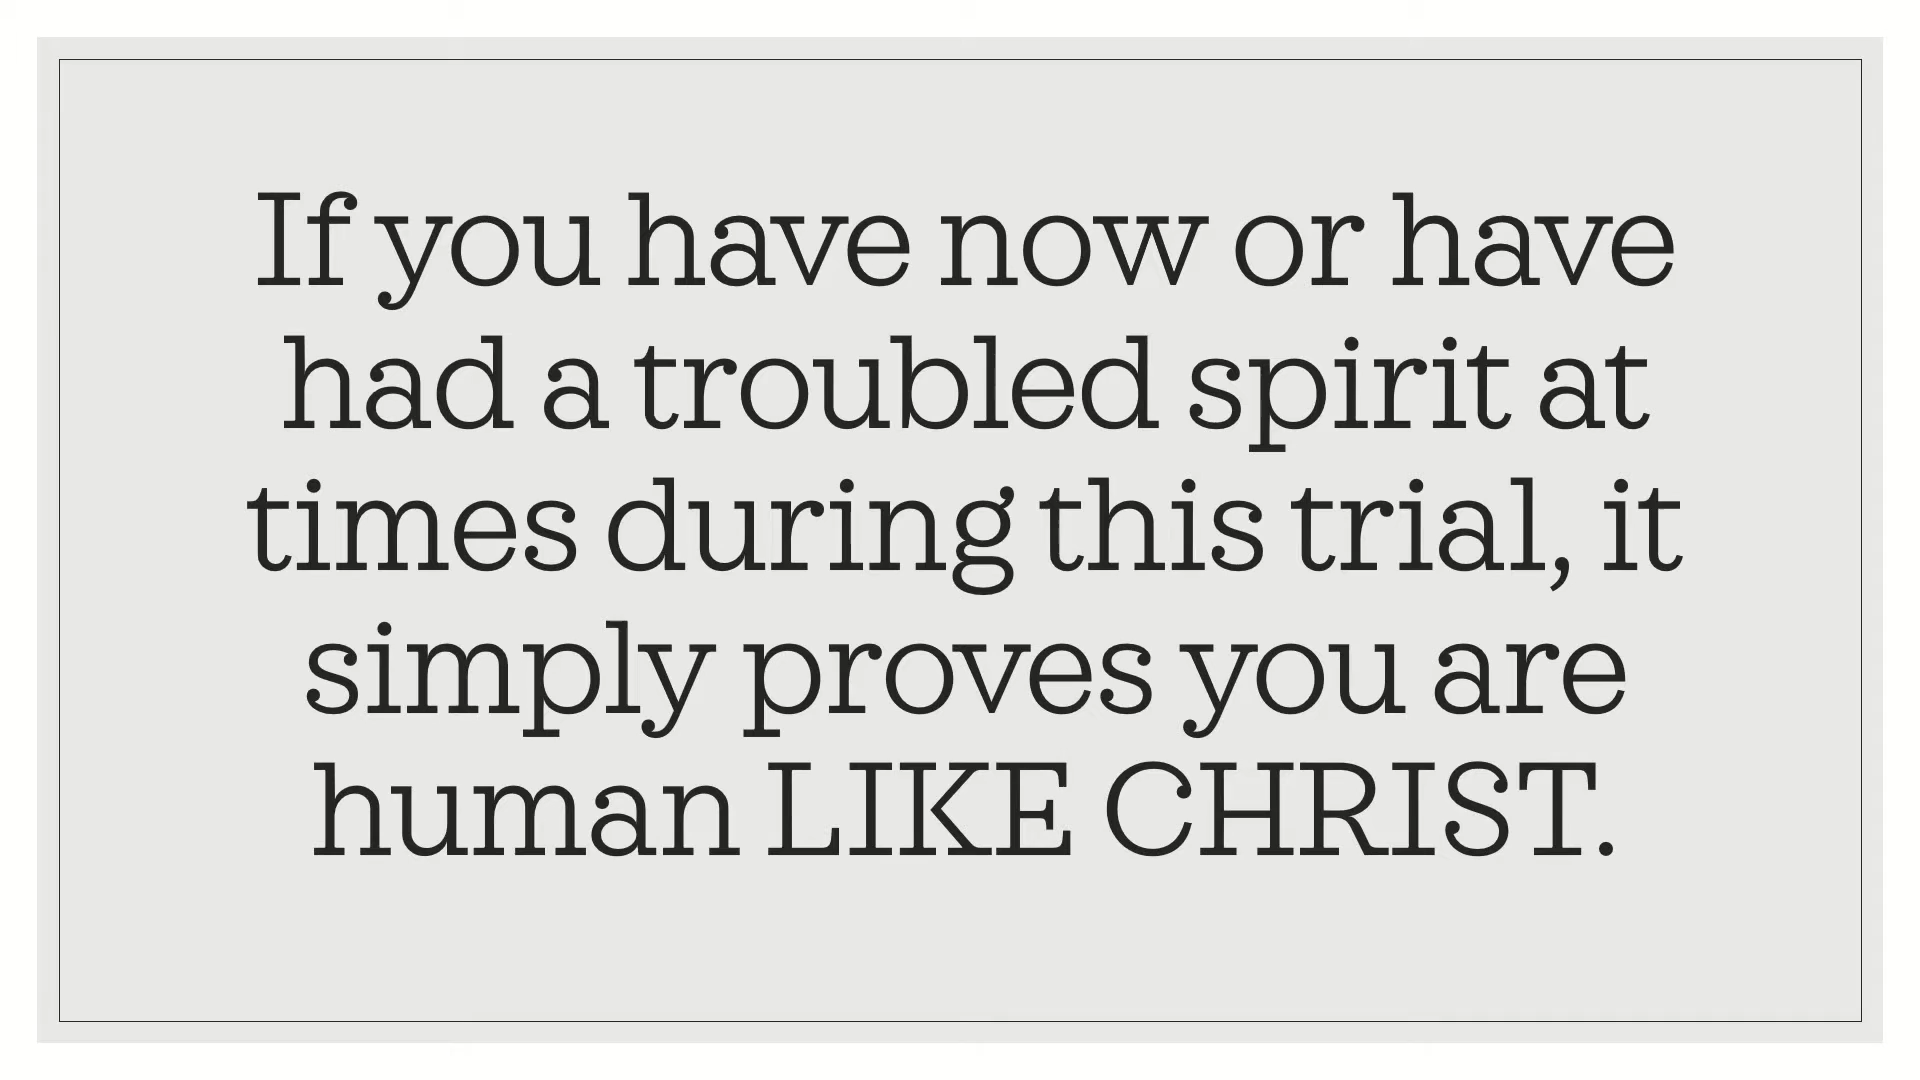 If you have now or have
had a troubled spirit at
times during this trial, it
simply proves you are
human LIKE CHRIST.